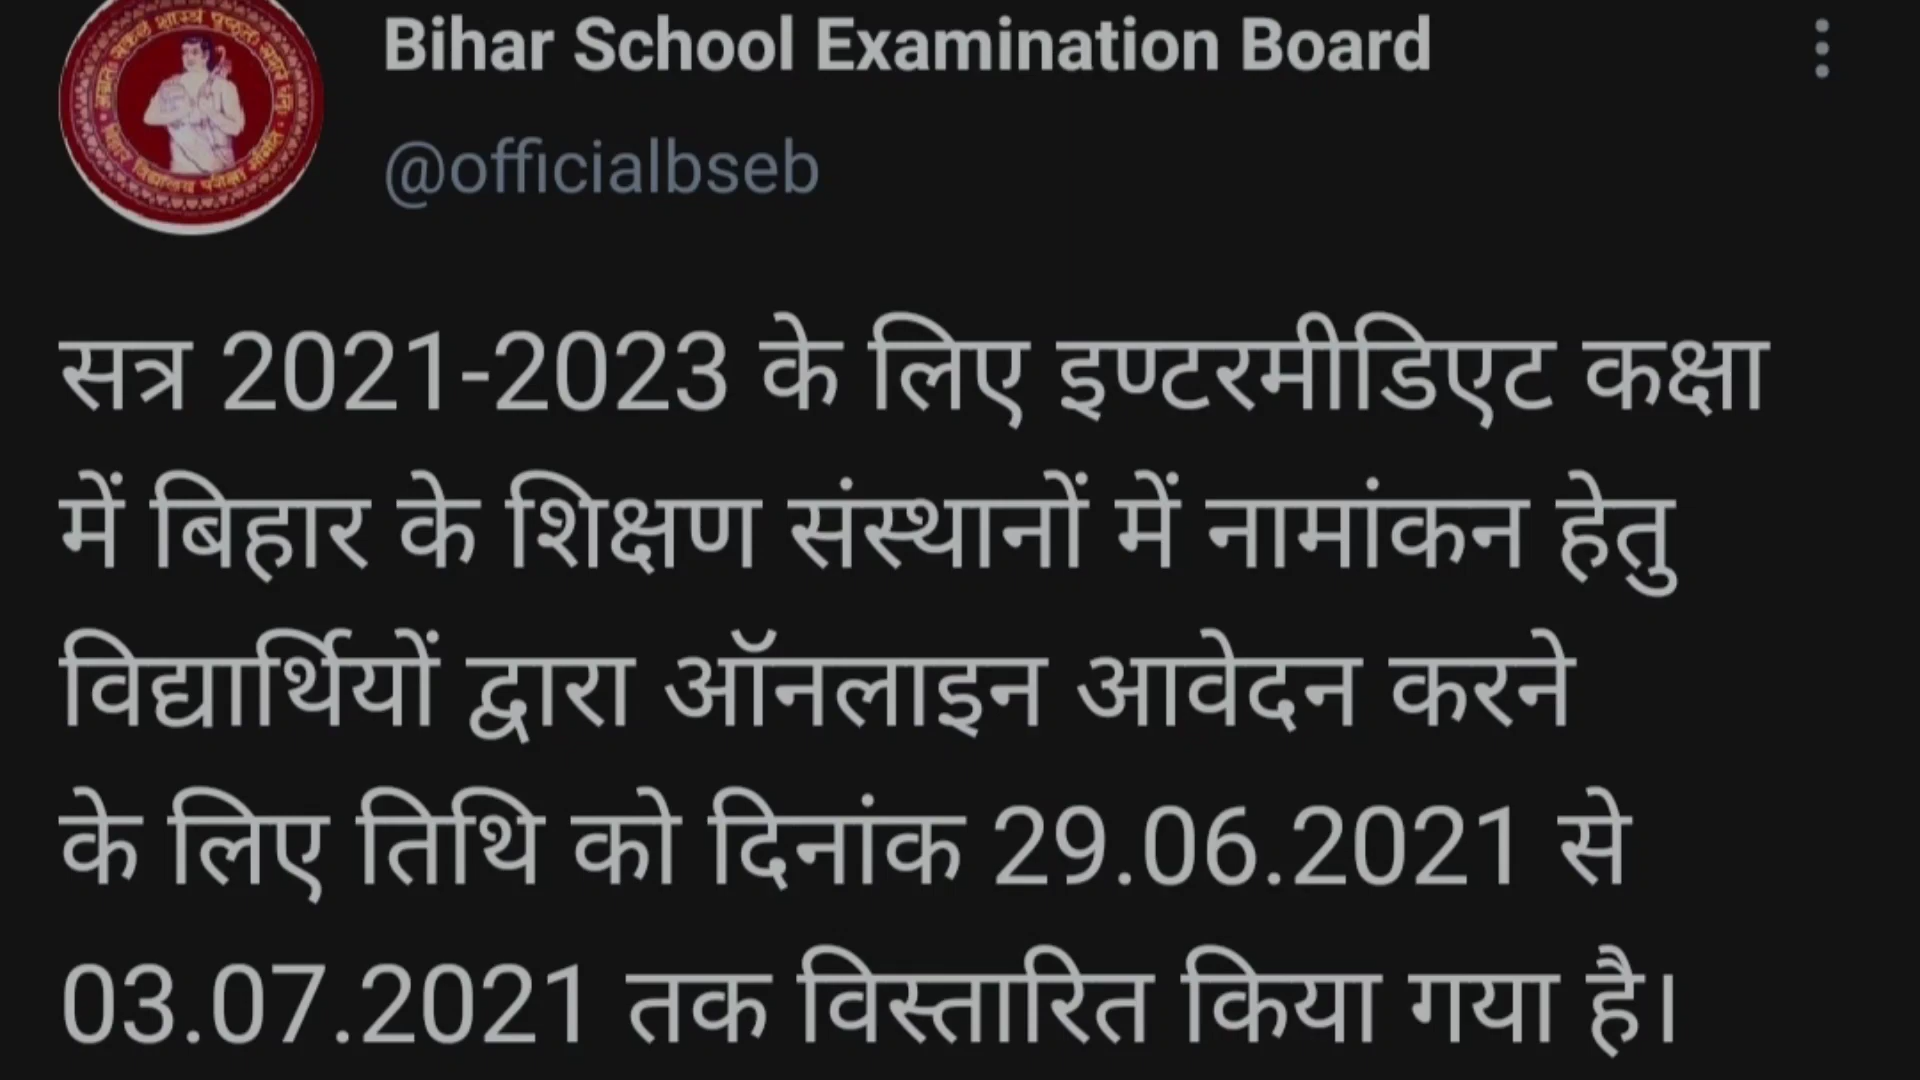 Bihar School Examination Board
@officialbseb
सत्र 2021-2023 के लिए इण्टरमीडिएट कक्षा
में बिहार के शिक्षण संस्थानों में नामांकन हेतु
विद्यार्थियों द्वारा ऑनलाइन आवेदन करने
के लिए तिथि को दिनांक 29.06.2021 से
03.07.2021 तक विस्तारित किया गया है।